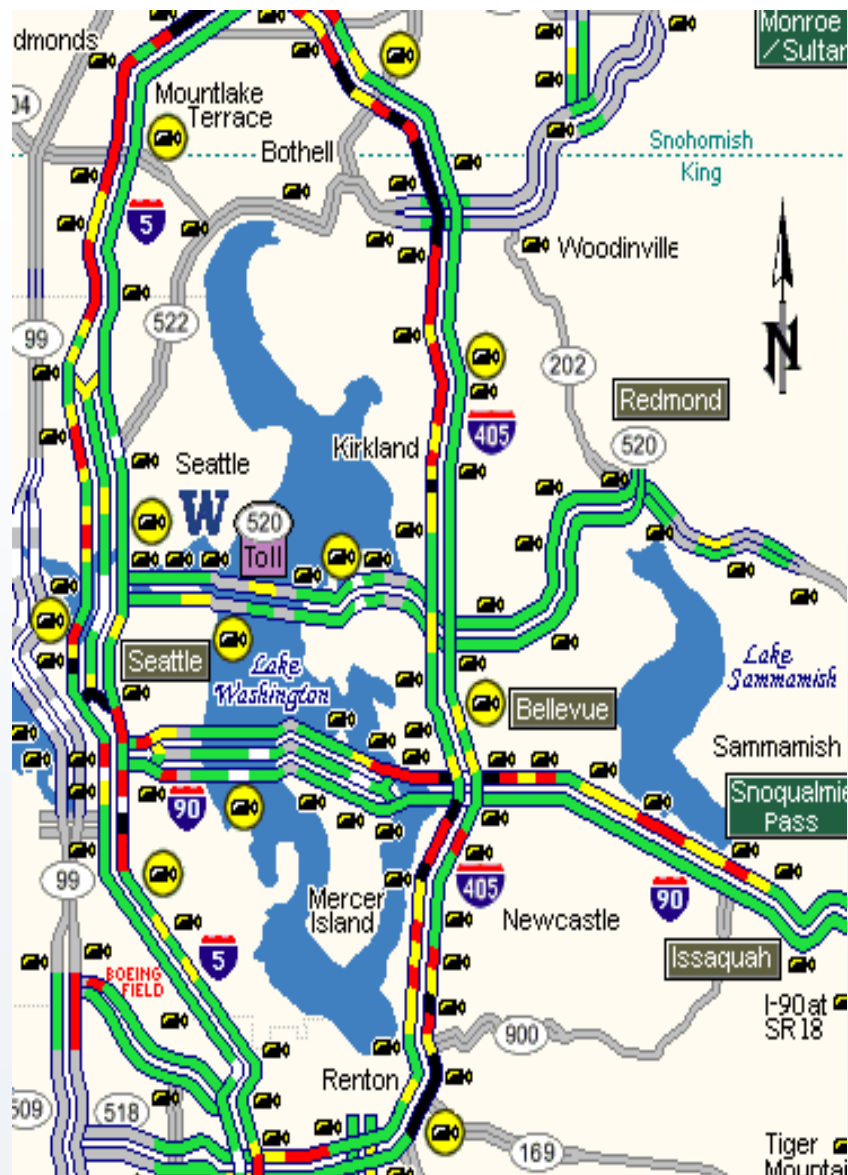 Monroe
/Sultan
dmonds
04
Mountlake
Terrace
Bothell
Snohomish
King
5
Woodinville
N
99
522
202
Redmond
405
520
Kirkland
Seattle
W
520
Toll
Seattle
Lake
Washington
Lake
Sammamish
Bellevue
Sammamish
90
Snoqualmie
Pass
99
405
90
Mercer
Island
Newcastle
5
BOEING
FIELD
Issaquah
I-90 at
SR 18
900
Renton
509
518
169
Tiger
Mountai